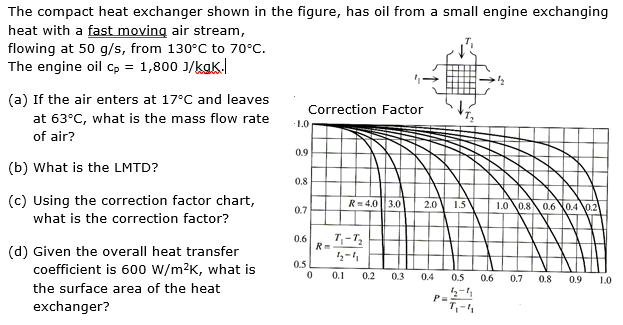 The compact heat exchanger shown in the figure, has oil from a small engine exchanging
heat with a fast moving air stream,
flowing at 50 g/s, from 130°C to 70°C.
The engine oil cₚ = 1,800 J/kgK.
(a) If the air enters at 17°C and leaves
at 63°C, what is the mass flow rate
of air?
(b) What is the LMTD?
(c) Using the correction factor chart,
what is the correction factor?
(d) Given the overall heat transfer
coefficient is 600 W/m²K, what is
the surface area of the heat
exchanger?
T₁
t₁ t₂
T₂
Correction Factor
1.0
0.9
0.8
0.7
0.6
0.5
R = 4.0 3.0 2.0 1.5 1.0 0.8 0.6 0.4 0.2
R = T₁ - T₂
t₂ - t₁
0 0.1 0.2 0.3 0.4 0.5 0.6 0.7 0.8 0.9 1.0
P = t₂ - t₁
T₁ - t₁